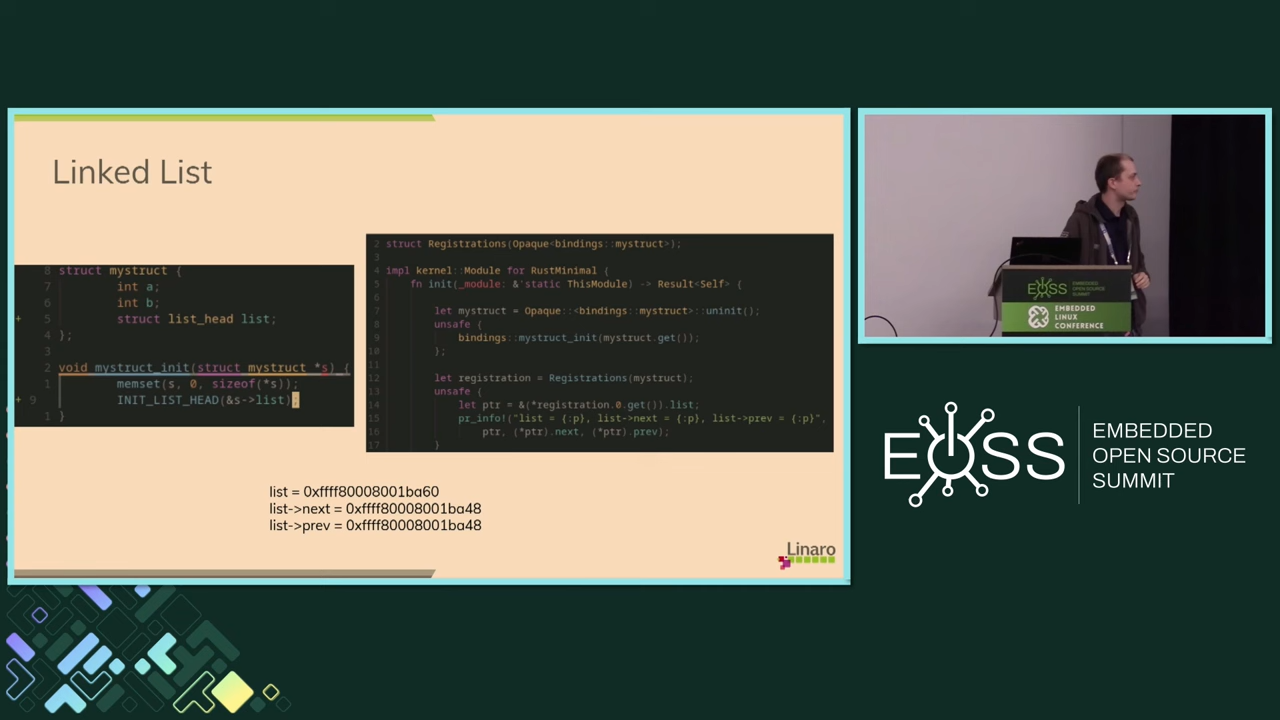 Linked List
8 struct mystruct {
7 int a;
6 int b;
+ 5 struct list_head list;
4 };
3
2 void mystruct_init(struct mystruct *s) {
1 memset(s, 0, sizeof(*s));
+ 9 INIT_LIST_HEAD(&s->list);
1 }
2 struct Registrations(Opaque<bindings::mystruct>);
3
4 impl kernel::Module for RustMinimal {
5 fn init(_module: &'static ThisModule) -> Result<Self> {
6
7 let mystruct = Opaque::<bindings::mystruct>::uninit();
8 unsafe {
9 bindings::mystruct_init(mystruct.get());
10 };
11
12 let registration = Registrations(mystruct);
13 unsafe {
14 let ptr = &(*registration.0.get()).list;
15 pr_info!("list = {:p}, list->next = {:p}, list->prev = {:p}",
16 ptr, (*ptr).next, (*ptr).prev);
17 }
list = 0xffff80008001ba60
list->next = 0xffff80008001ba48
list->prev = 0xffff80008001ba48
Linaro
EOSS
EMBEDDED
OPEN SOURCE
SUMMIT
EMBEDDED
LINUX
CONFERENCE
EOSS
EMBEDDED
OPEN SOURCE
SUMMIT